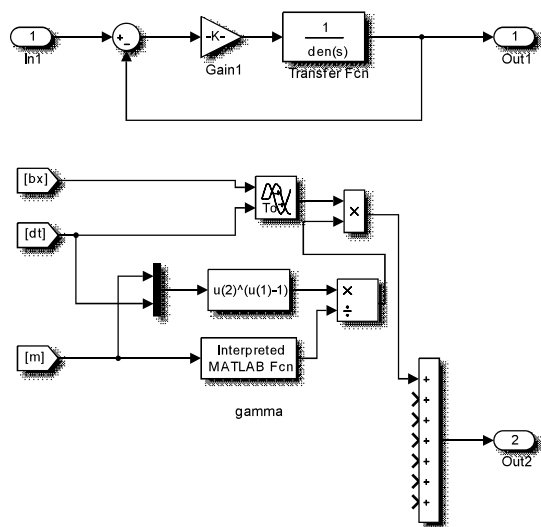 1
In1
+
−
-K-
Gain1
1
den(s)
Transfer Fcn
1
Out1
[bx]
To
×
[dt]
u(2)^(u(1)-1)
×
÷
[m]
Interpreted
MATLAB Fcn
gamma
+
+
+
+
+
+
+
2
Out2